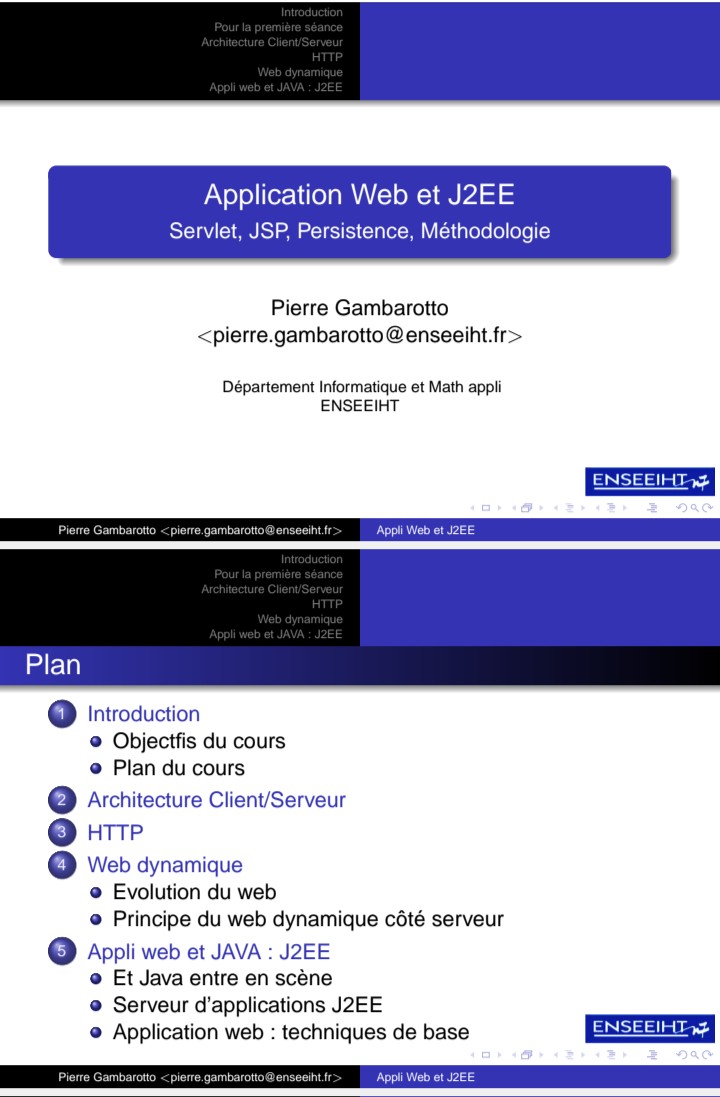 Introduction
Pour la première séance
Architecture Client/Serveur
HTTP
Web dynamique
Appli web et JAVA : J2EE
Application Web et J2EE
Servlet, JSP, Persistence, Méthodologie
Pierre Gambarotto
<pierre.gambarotto@enseeiht.fr>
Département Informatique et Math appli
ENSEEIHT
ENSEEIHT
Pierre Gambarotto <pierre.gambarotto@enseeiht.fr> Appli Web et J2EE
Introduction
Pour la première séance
Architecture Client/Serveur
HTTP
Web dynamique
Appli web et JAVA : J2EE
Plan
1 Introduction
Objectfis du cours
Plan du cours
2 Architecture Client/Serveur
3 HTTP
4 Web dynamique
Evolution du web
Principe du web dynamique côté serveur
5 Appli web et JAVA : J2EE
Et Java entre en scène
Serveur d'applications J2EE
Application web : techniques de base
ENSEEIHT
Pierre Gambarotto <pierre.gambarotto@enseeiht.fr> Appli Web et J2EE